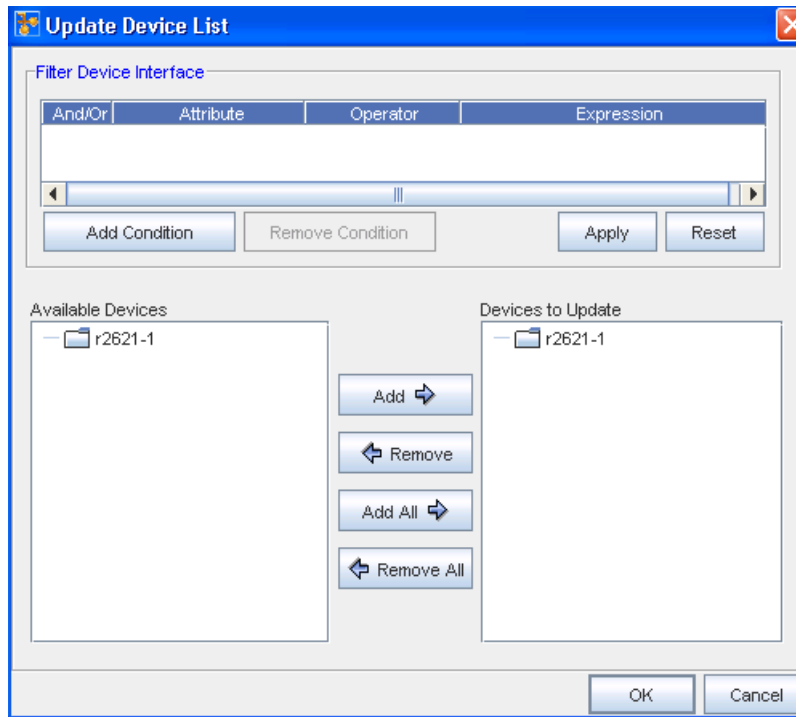 Update Device List
Filter Device Interface
And/Or Attribute Operator Expression
Add Condition Remove Condition Apply Reset
Available Devices Devices to Update
r2621-1 r2621-1
Add
Remove
Add All
Remove All
OK Cancel